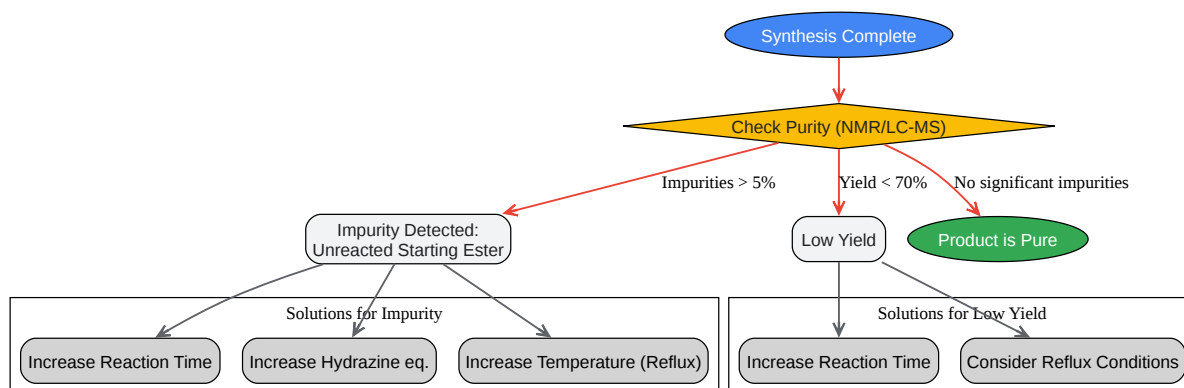 Synthesis Complete
Check Purity (NMR/LC-MS)
Impurities > 5%
Yield < 70%
No significant impurities
Impurity Detected:
Unreacted Starting Ester
Low Yield
Product is Pure
Solutions for Impurity
Solutions for Low Yield
Increase Reaction Time
Increase Hydrazine eq.
Increase Temperature (Reflux)
Increase Reaction Time
Consider Reflux Conditions